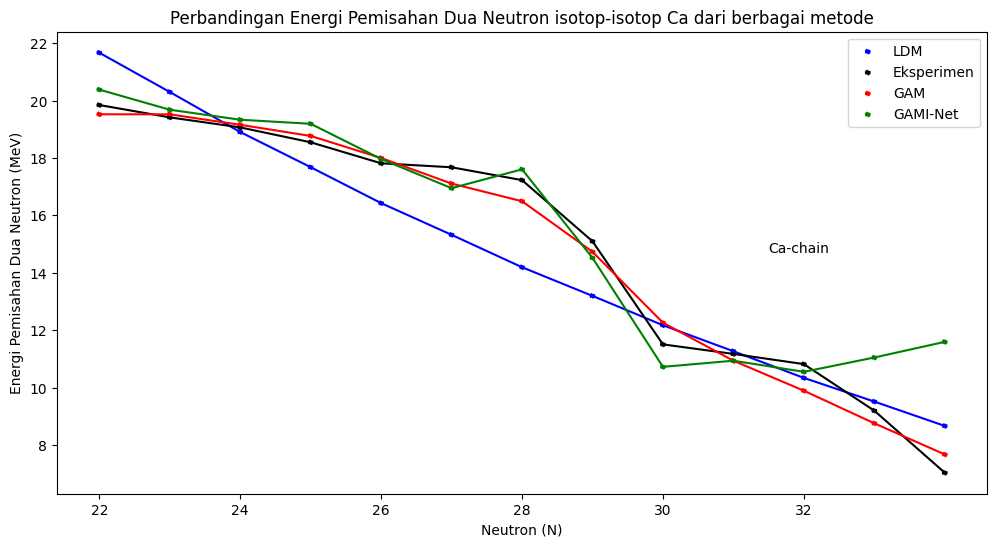 Perbandingan Energi Pemisahan Dua Neutron isotop-isotop Ca dari berbagai metode
LDM
Eksperimen
GAM
GAMI-Net
Ca-chain
Energi Pemisahan Dua Neutron (MeV)
22
20
18
16
14
12
10
8
22 24 26 28 30 32
Neutron (N)